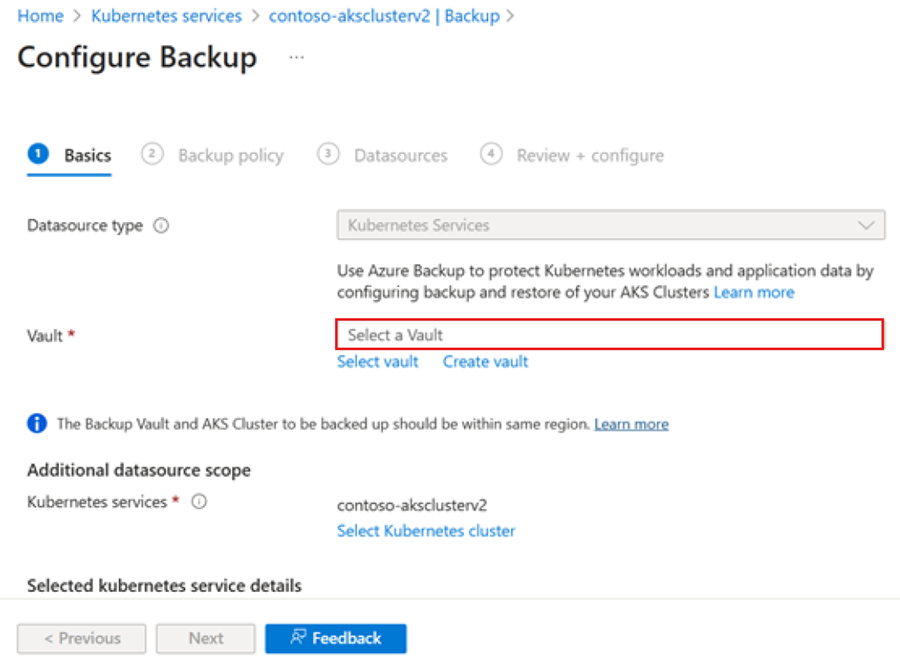 Home > Kubernetes services > contoso-aksclusterv2 | Backup >
Configure Backup ...
1 Basics 2 Backup policy 3 Datasources 4 Review + configure
Datasource type Kubernetes Services
Use Azure Backup to protect Kubernetes workloads and application data by
configuring backup and restore of your AKS Clusters Learn more
Vault * Select a Vault
Select vault Create vault
The Backup Vault and AKS Cluster to be backed up should be within same region. Learn more
Additional datasource scope
Kubernetes services * contoso-aksclusterv2
Select Kubernetes cluster
Selected kubernetes service details
< Previous Next Feedback